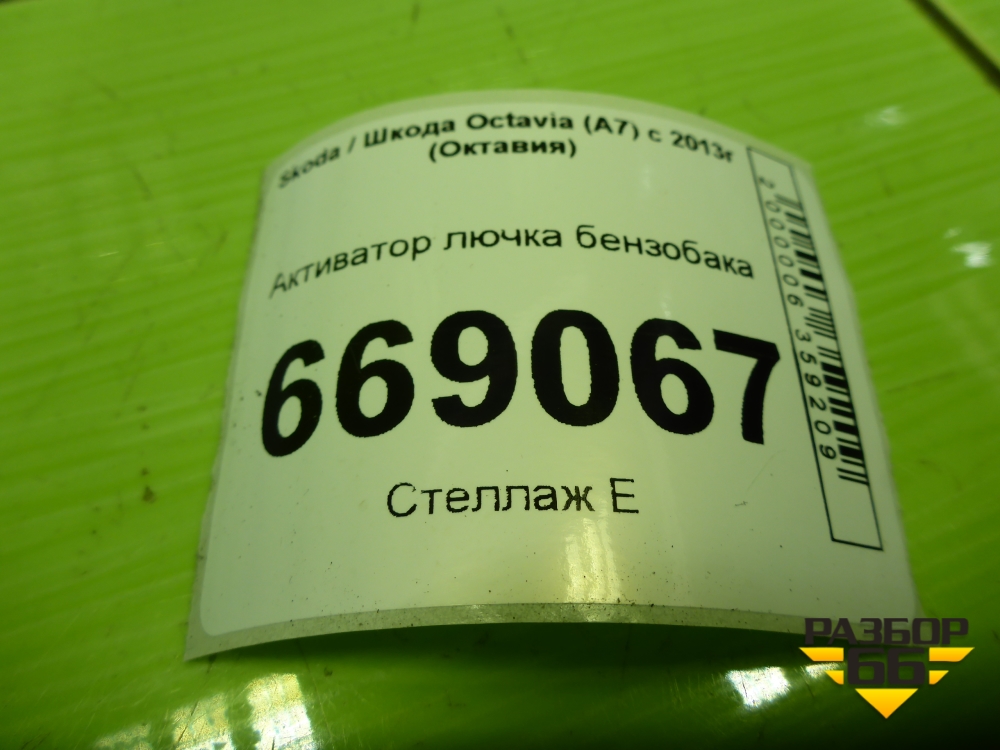 Skoda / Шкода Octavia (A7) с 2013г
(Октавия)
Активатор лючка бензобака
669067
Стеллаж Е
2000006359209
РАЗБОР
66